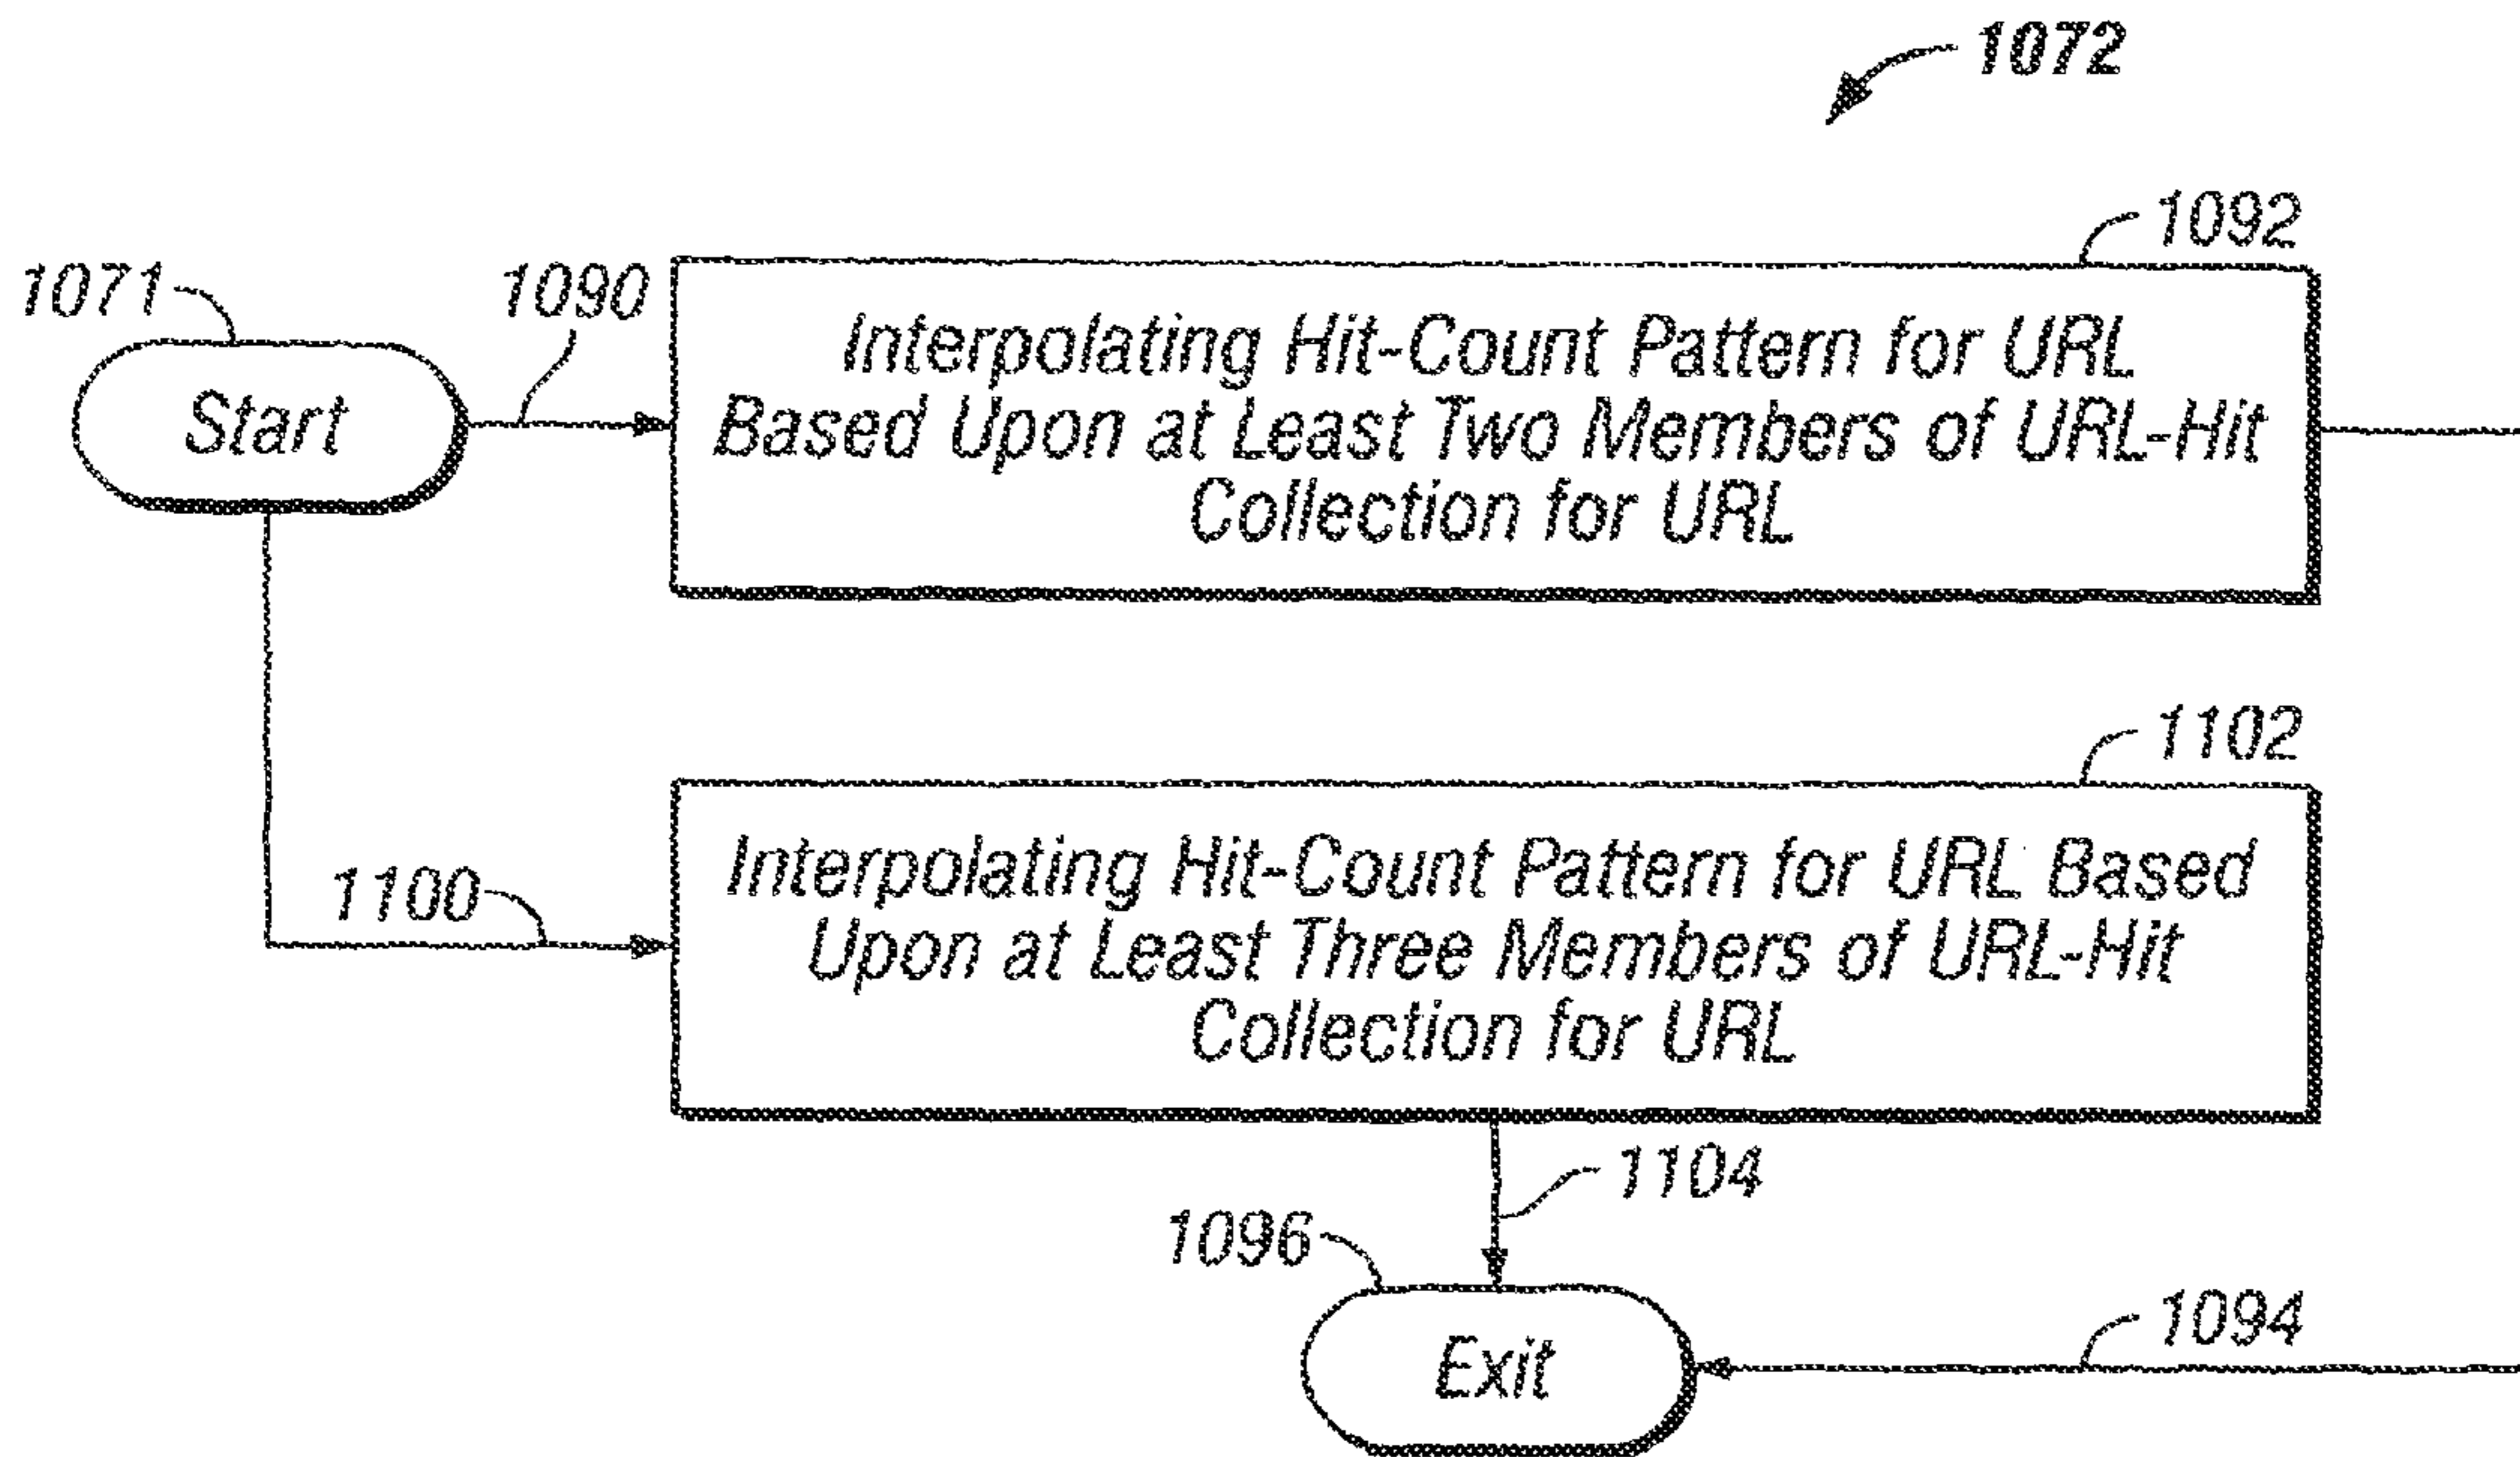 1072
1092
1071
1090
Interpolating Hit-Count Pattern for URL
Based Upon at Least Two Members of URL-Hit
Collection for URL
Start
1102
Interpolating Hit-Count Pattern for URL Based
Upon at Least Three Members of URL-Hit
Collection for URL
1100
1104
1096
1094
Exit